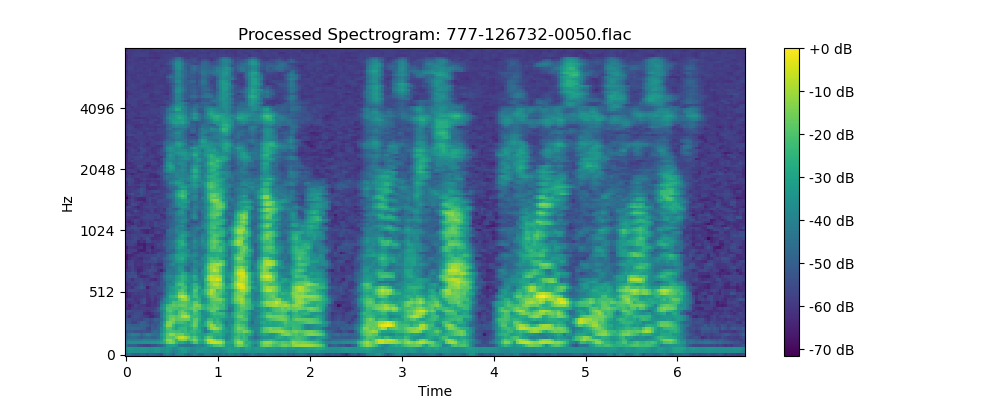 Processed Spectrogram: 777-126732-0050.flac
Hz
4096
2048
1024
512
0
0 1 2 3 4 5 6
Time
+0 dB
-10 dB
-20 dB
-30 dB
-40 dB
-50 dB
-60 dB
-70 dB